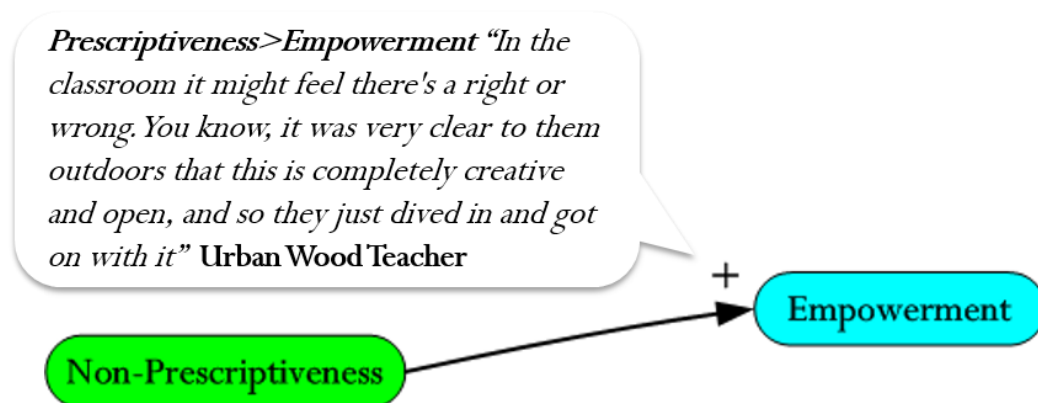 Prescriptiveness>Empowerment “In the
classroom it might feel there's a right or
wrong. You know, it was very clear to them
outdoors that this is completely creative
and open, and so they just dived in and got
on with it” Urban Wood Teacher
+
Empowerment
Non-Prescriptiveness